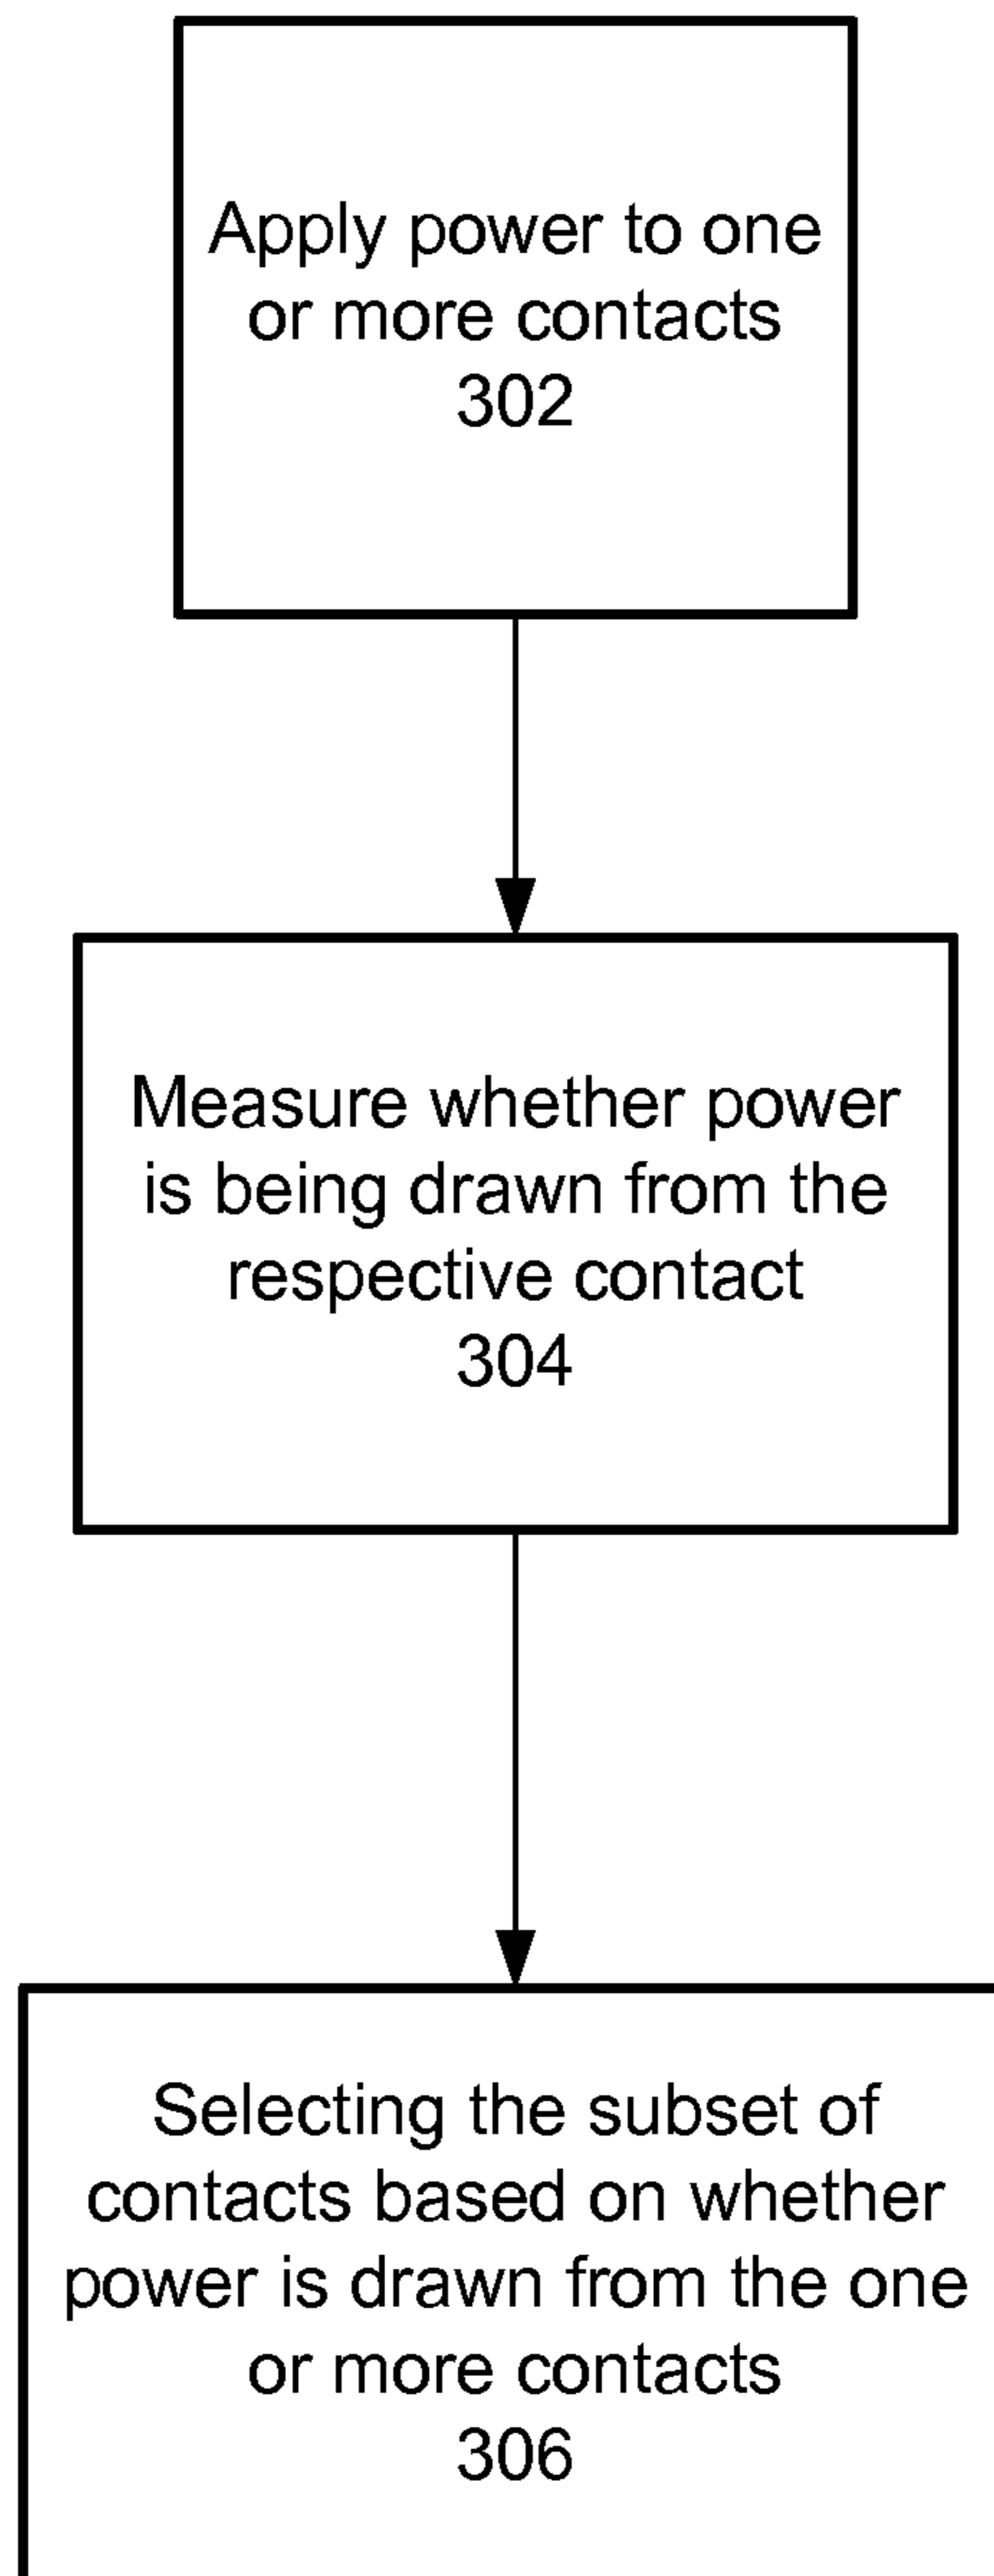 Apply power to one
or more contacts
302
Measure whether power
is being drawn from the
respective contact
304
Selecting the subset of
contacts based on whether
power is drawn from the one
or more contacts
306